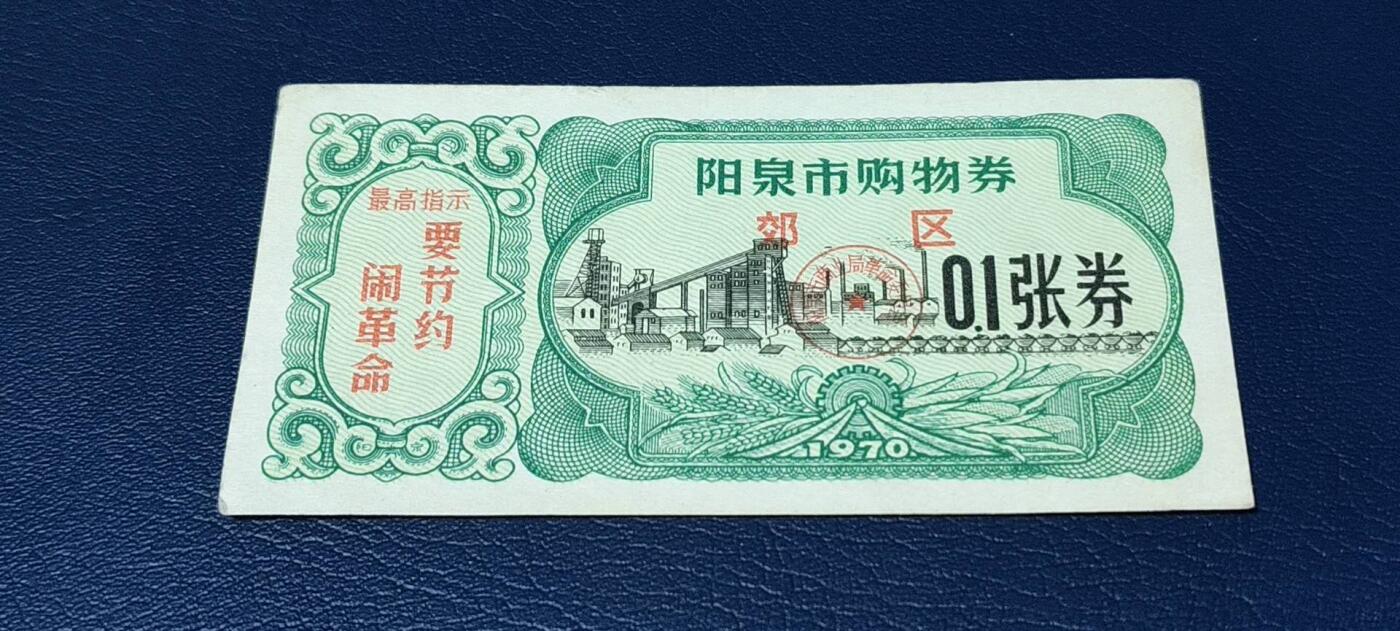 最高指示
要节约
闹革命
阳泉市购物券
郊区
0.1张券
1970